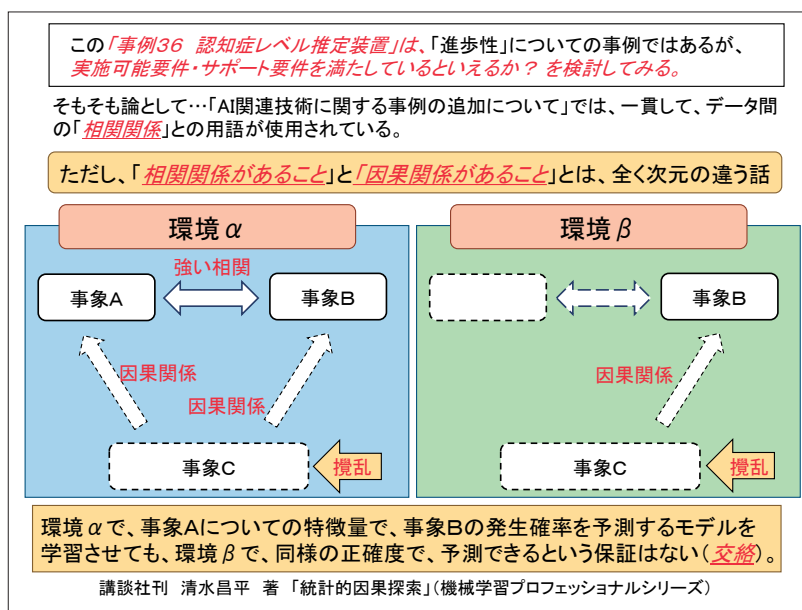 この「事例36 認知症レベル推定装置」は、「進歩性」についての事例ではあるが、
実施可能要件・サポート要件を満たしているといえるか? を検討してみる。
そもそも論として…「AI関連技術に関する事例の追加について」では、一貫して、データ間
の「相関関係」との用語が使用されている。
ただし、「相関関係があること」と「因果関係があること」とは、全く次元の違う話
環境α
強い相関
事象A
事象B
因果関係
因果関係
事象C
攪乱
環境β
事象B
因果関係
事象C
攪乱
環境αで、事象Aについての特徴量で、事象Bの発生確率を予測するモデルを
学習させても、環境βで、同様の正確度で、予測できるという保証はない(交絡)。
講談社刊 清水昌平 著 「統計的因果探索」(機械学習プロフェッショナルシリーズ)